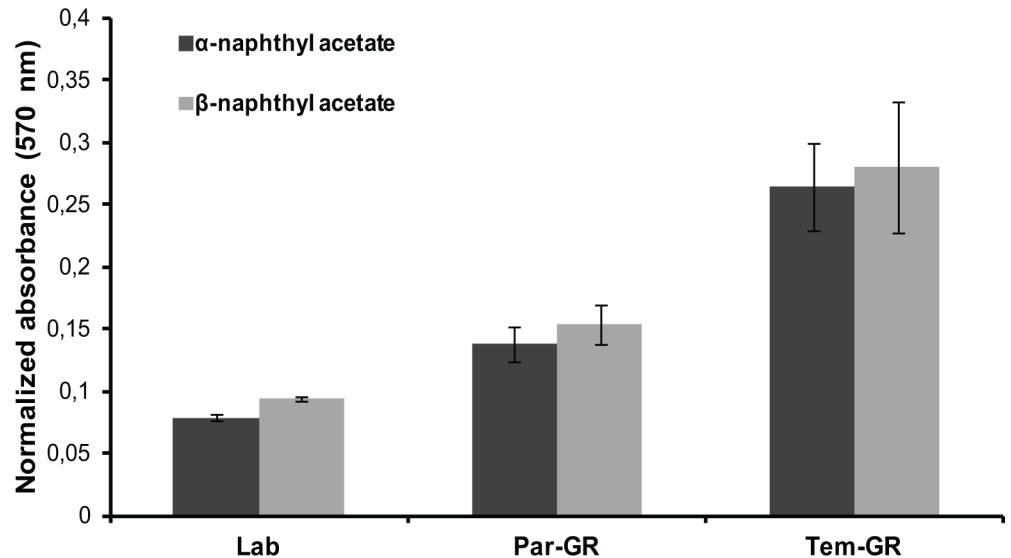 0,4
0,35
0,3
0,25
0,2
0,15
0,1
0,05
0
Normalized absorbance (570 nm)
α-naphthyl acetate
β-naphthyl acetate
Lab
Par-GR
Tem-GR